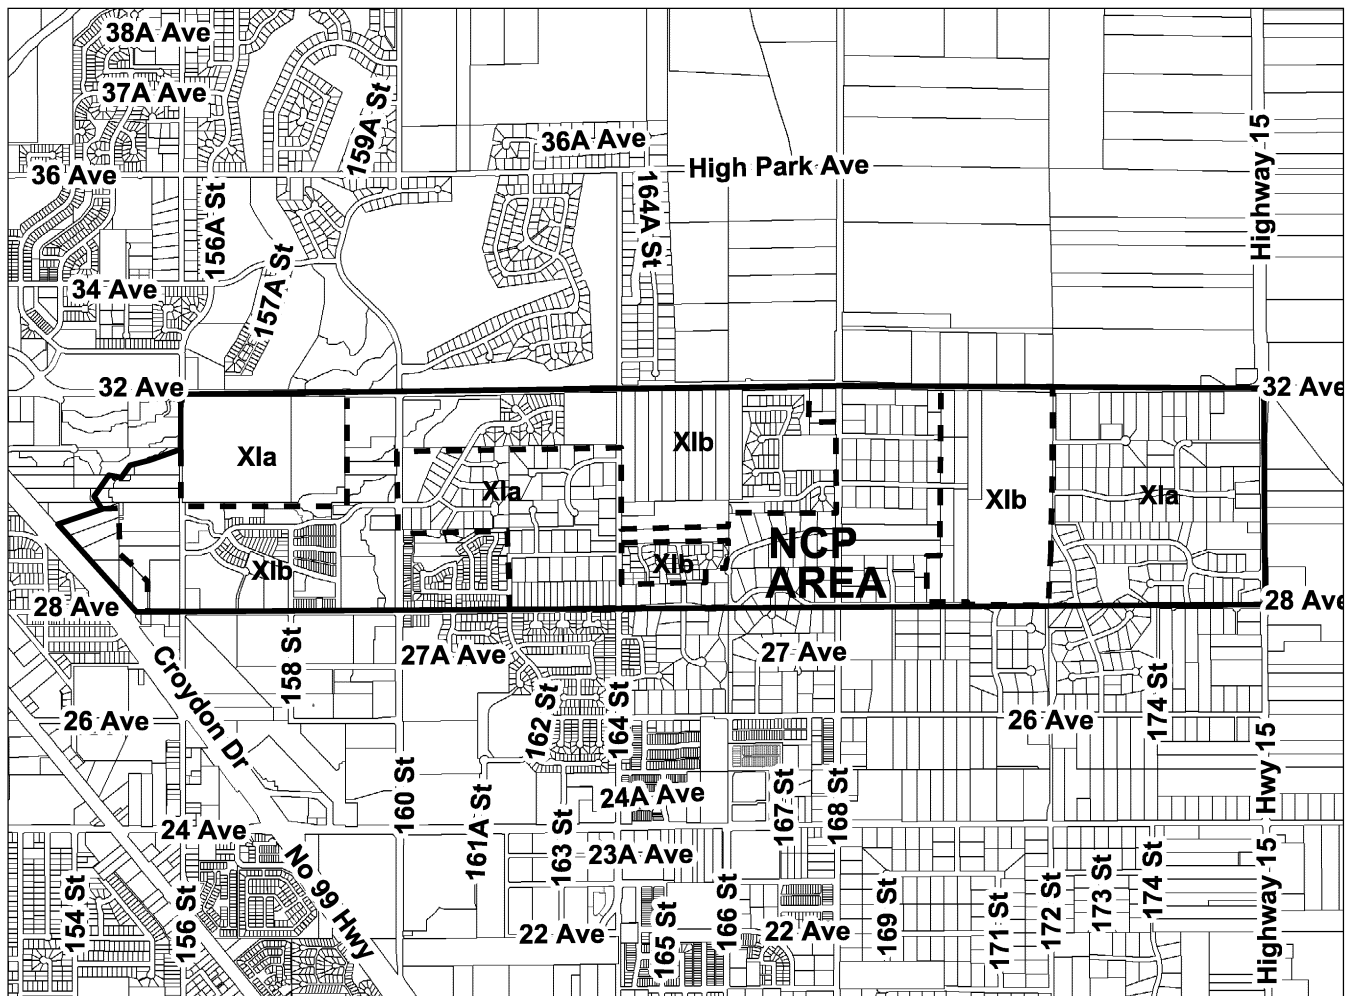 38A Ave
37A Ave
159A St
36A Ave
Highway 15
36 Ave
High Park Ave
156A St
164A St
157A St
34 Ave
32 Ave
32 Ave
XIa
XIb
XIa
XIb
XIa
NCP
AREA
XIb
XIb
28 Ave
28 Ave
158 St
27A Ave
27 Ave
Croydon Dr
162 St
164 St
174 St
26 Ave
26 Ave
Hwy 15
160 St
161A St
24A Ave
167 St
168 St
24 Ave
163 St
23A Ave
No 99 Hwy
154 St
156 St
165 St
166 St
169 St
171 St
172 St
173 St
174 St
Highway 15
22 Ave
22 Ave